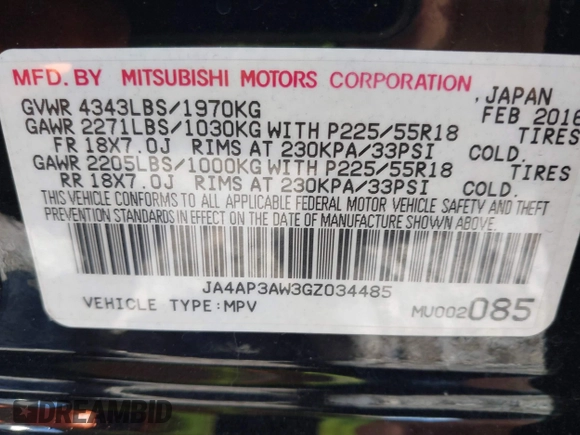 MFD. BY MITSUBISHI MOTORS CORPORATION, JAPAN
GVWR 4343LBS/1970KG FEB 2016
GAWR 2271LBS/1030KG WITH P225/55R18 TIRES
FR 18X7.0J RIMS AT 230KPA/33PSI COLD.
GAWR 2205LBS/1000KG WITH P225/55R18 TIRES
RR 18X7.0J RIMS AT 230KPA/33PSI COLD.
THIS VEHICLE CONFORMS TO ALL APPLICABLE FEDERAL MOTOR VEHICLE SAFETY AND THEFT
PREVENTION STANDARDS IN EFFECT ON THE DATE OF MANUFACTURE SHOWN ABOVE.
JA4AP3AW3GZ034485
VEHICLE TYPE:MPV MU002085
DREAMBID